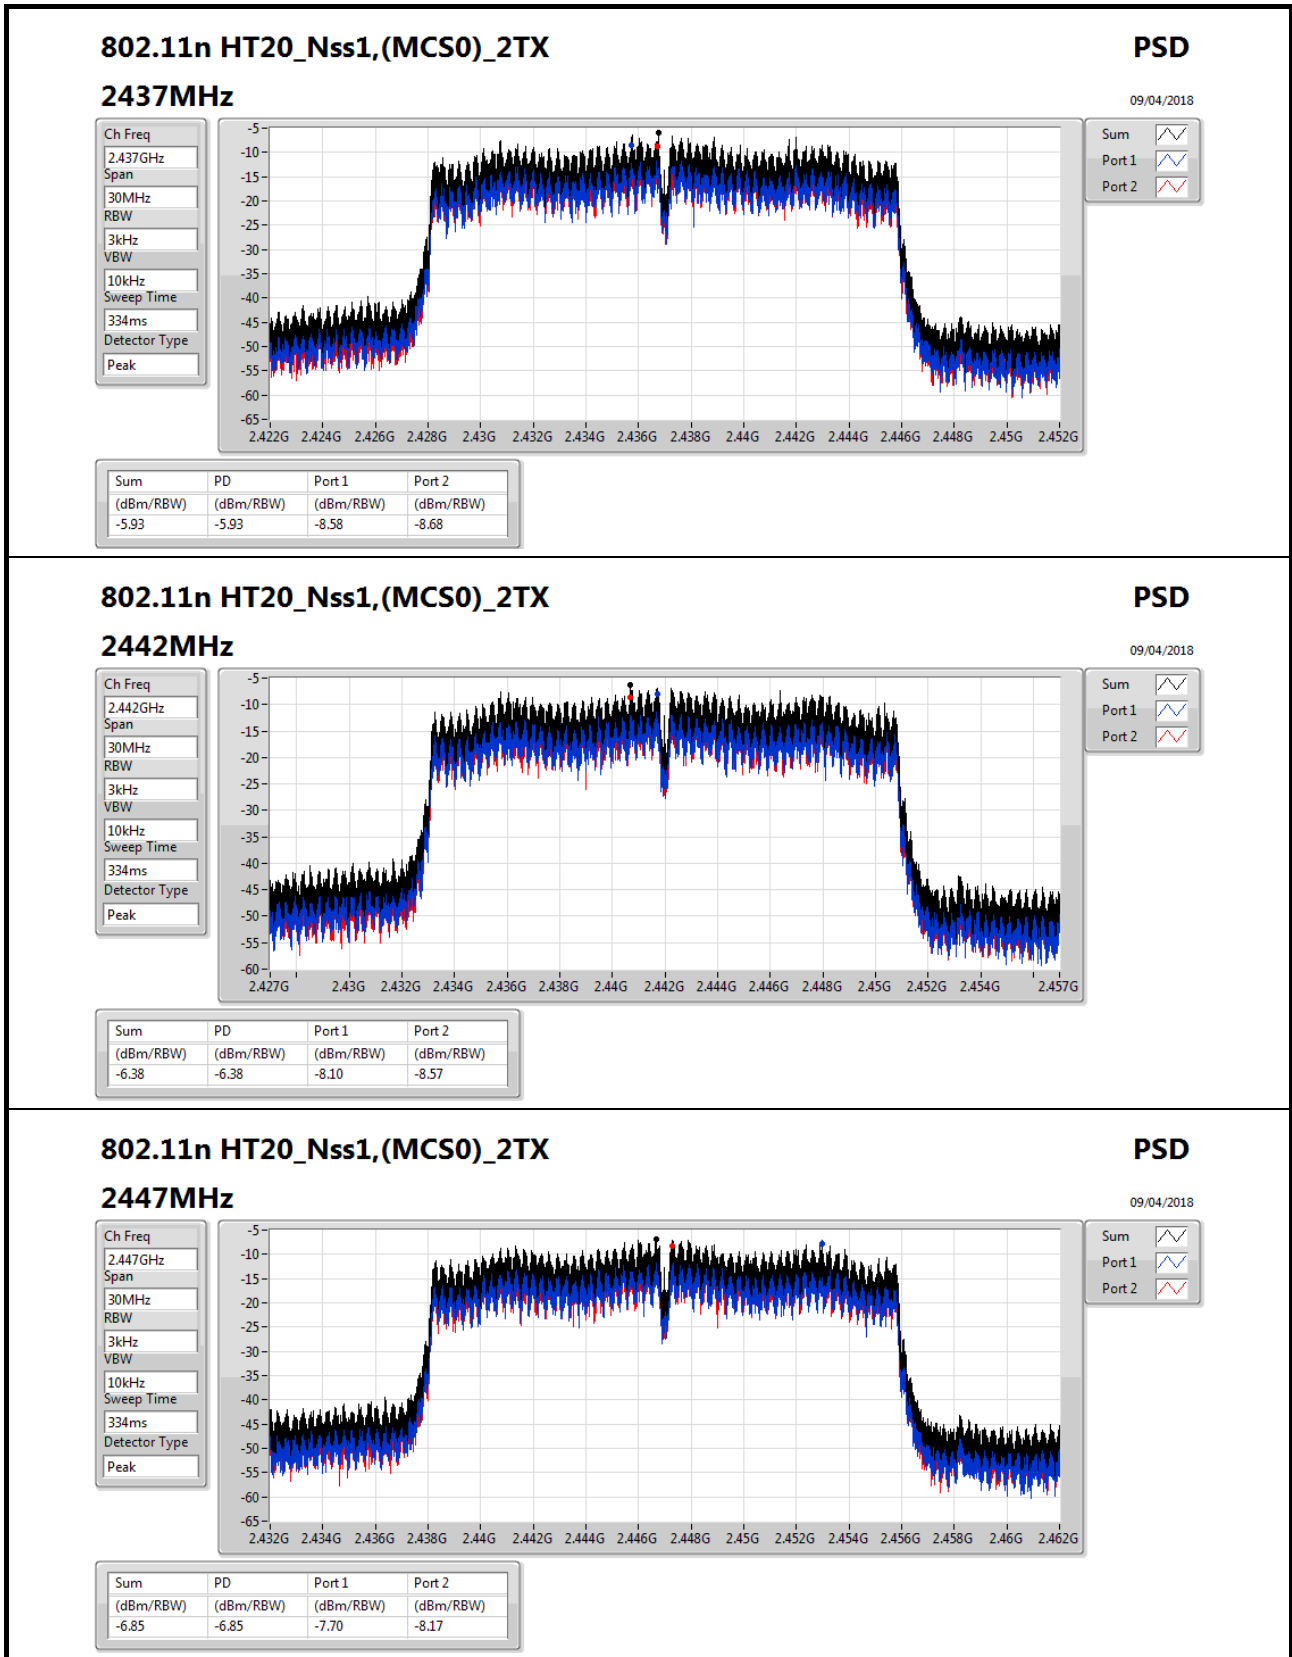 802.11n HT20_Nss1,(MCS0)_2TX PSD
2437MHz
09/04/2018
Ch Freq
2.437GHz
Span
30MHz
RBW
3kHz
VBW
10kHz
Sweep Time
334ms
Detector Type
Peak
-5
-10
-15
-20
-25
-30
-35
-40
-45
-50
-55
-60
-65
2.422G 2.424G 2.426G 2.428G 2.43G 2.432G 2.434G 2.436G 2.438G 2.44G 2.442G 2.444G 2.446G 2.448G 2.45G 2.452G
Sum
Port 1
Port 2
Sum PD Port 1 Port 2
(dBm/RBW) (dBm/RBW) (dBm/RBW) (dBm/RBW)
-5.93 -5.93 -8.58 -8.68
802.11n HT20_Nss1,(MCS0)_2TX PSD
2442MHz
09/04/2018
Ch Freq
2.442GHz
Span
30MHz
RBW
3kHz
VBW
10kHz
Sweep Time
334ms
Detector Type
Peak
-5
-10
-15
-20
-25
-30
-35
-40
-45
-50
-55
-60
2.427G 2.43G 2.432G 2.434G 2.436G 2.438G 2.44G 2.442G 2.444G 2.446G 2.448G 2.45G 2.452G 2.454G 2.457G
Sum
Port 1
Port 2
Sum PD Port 1 Port 2
(dBm/RBW) (dBm/RBW) (dBm/RBW) (dBm/RBW)
-6.38 -6.38 -8.10 -8.57
802.11n HT20_Nss1,(MCS0)_2TX PSD
2447MHz
09/04/2018
Ch Freq
2.447GHz
Span
30MHz
RBW
3kHz
VBW
10kHz
Sweep Time
334ms
Detector Type
Peak
-5
-10
-15
-20
-25
-30
-35
-40
-45
-50
-55
-60
-65
2.432G 2.434G 2.436G 2.438G 2.44G 2.442G 2.444G 2.446G 2.448G 2.45G 2.452G 2.454G 2.456G 2.458G 2.46G 2.462G
Sum
Port 1
Port 2
Sum PD Port 1 Port 2
(dBm/RBW) (dBm/RBW) (dBm/RBW) (dBm/RBW)
-6.85 -6.85 -7.70 -8.17